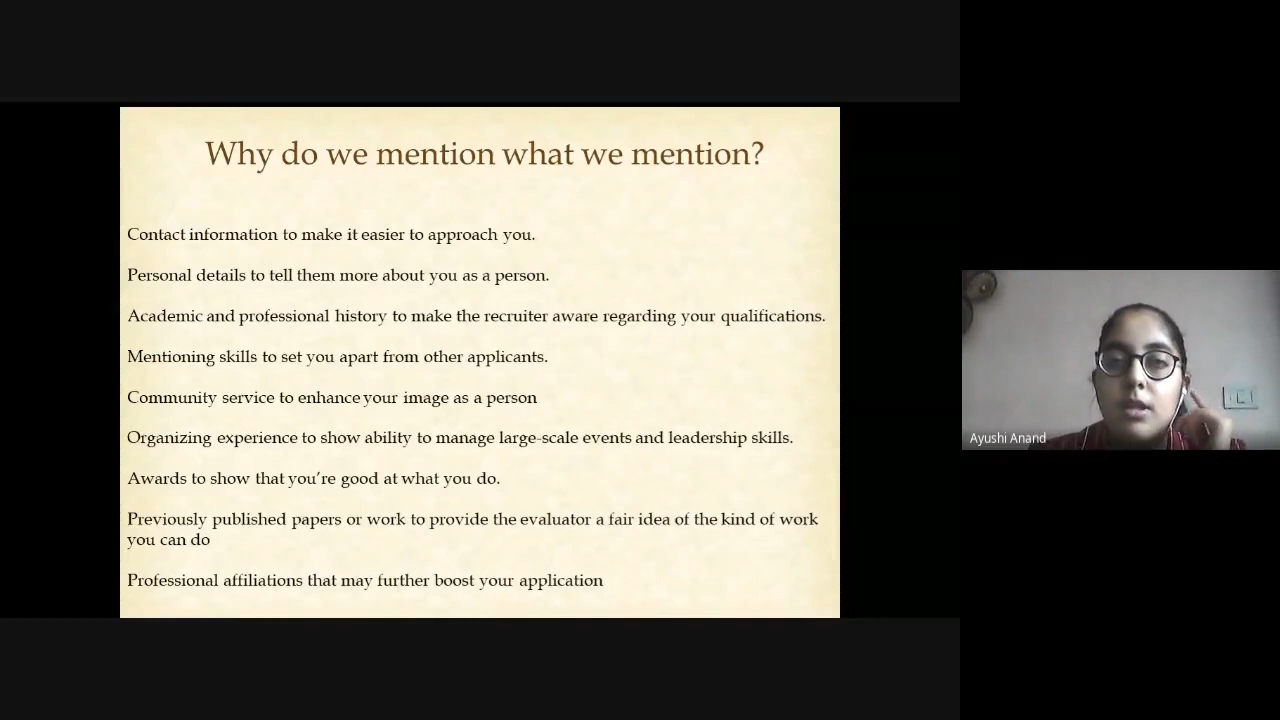 Why do we mention what we mention?
Contact information to make it easier to approach you.
Personal details to tell them more about you as a person.
Academic and professional history to make the recruiter aware regarding your qualifications.
Mentioning skills to set you apart from other applicants.
Community service to enhance your image as a person
Organizing experience to show ability to manage large-scale events and leadership skills.
Awards to show that you're good at what you do.
Previously published papers or work to provide the evaluator a fair idea of the kind of work
you can do
Professional affiliations that may further boost your application
Ayushi Anand